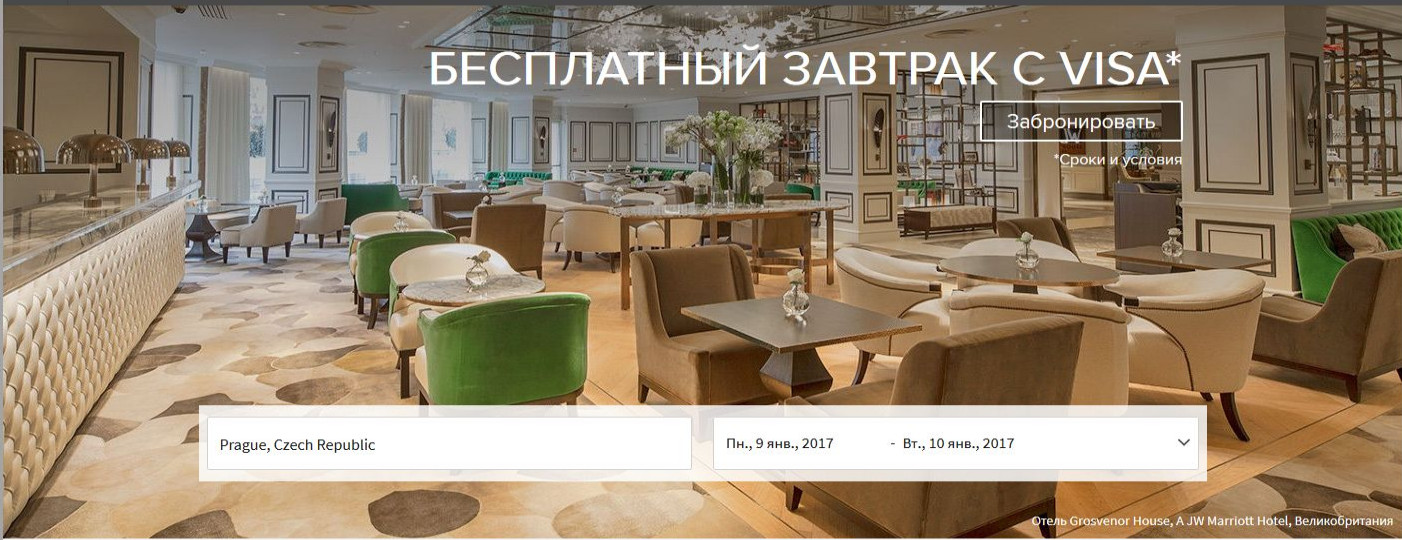 БЕСПЛАТНЫЙ ЗАВТРАК С VISA*
Забронировать
*Сроки и условия
Prague, Czech Republic
Пн., 9 янв., 2017 - Вт., 10 янв., 2017
Отель Grosvenor House, A JW Marriott Hotel, Великобритания